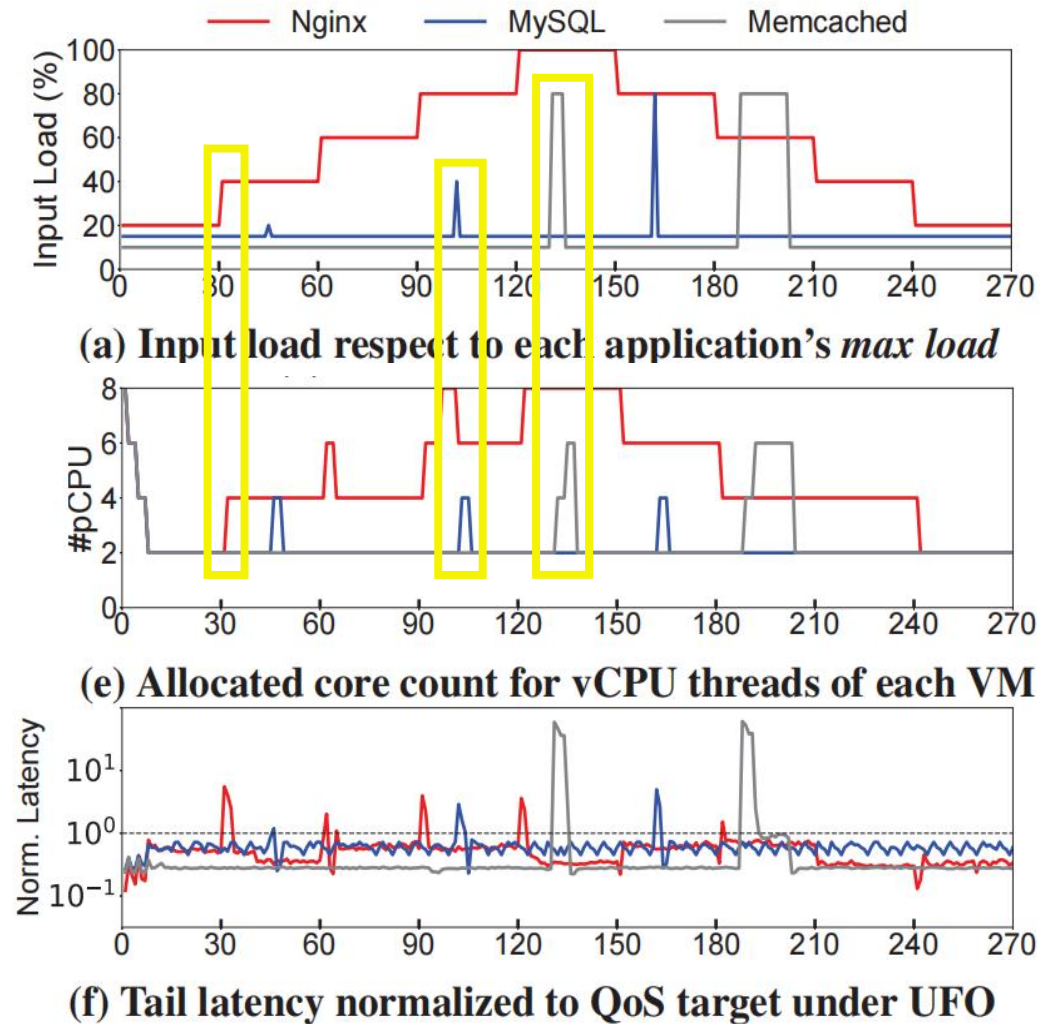 Nginx MySQL Memcached
Input Load (%)
100
80
60
40
20
0
0 30 60 90 120 150 180 210 240 270
(a) Input load respect to each application's max load
#pCPU
8
6
4
2
0
0 30 60 90 120 150 180 210 240 270
(e) Allocated core count for vCPU threads of each VM
Norm. Latency
10¹
10⁰
10⁻¹
0 30 60 90 120 150 180 210 240 270
(f) Tail latency normalized to QoS target under UFO